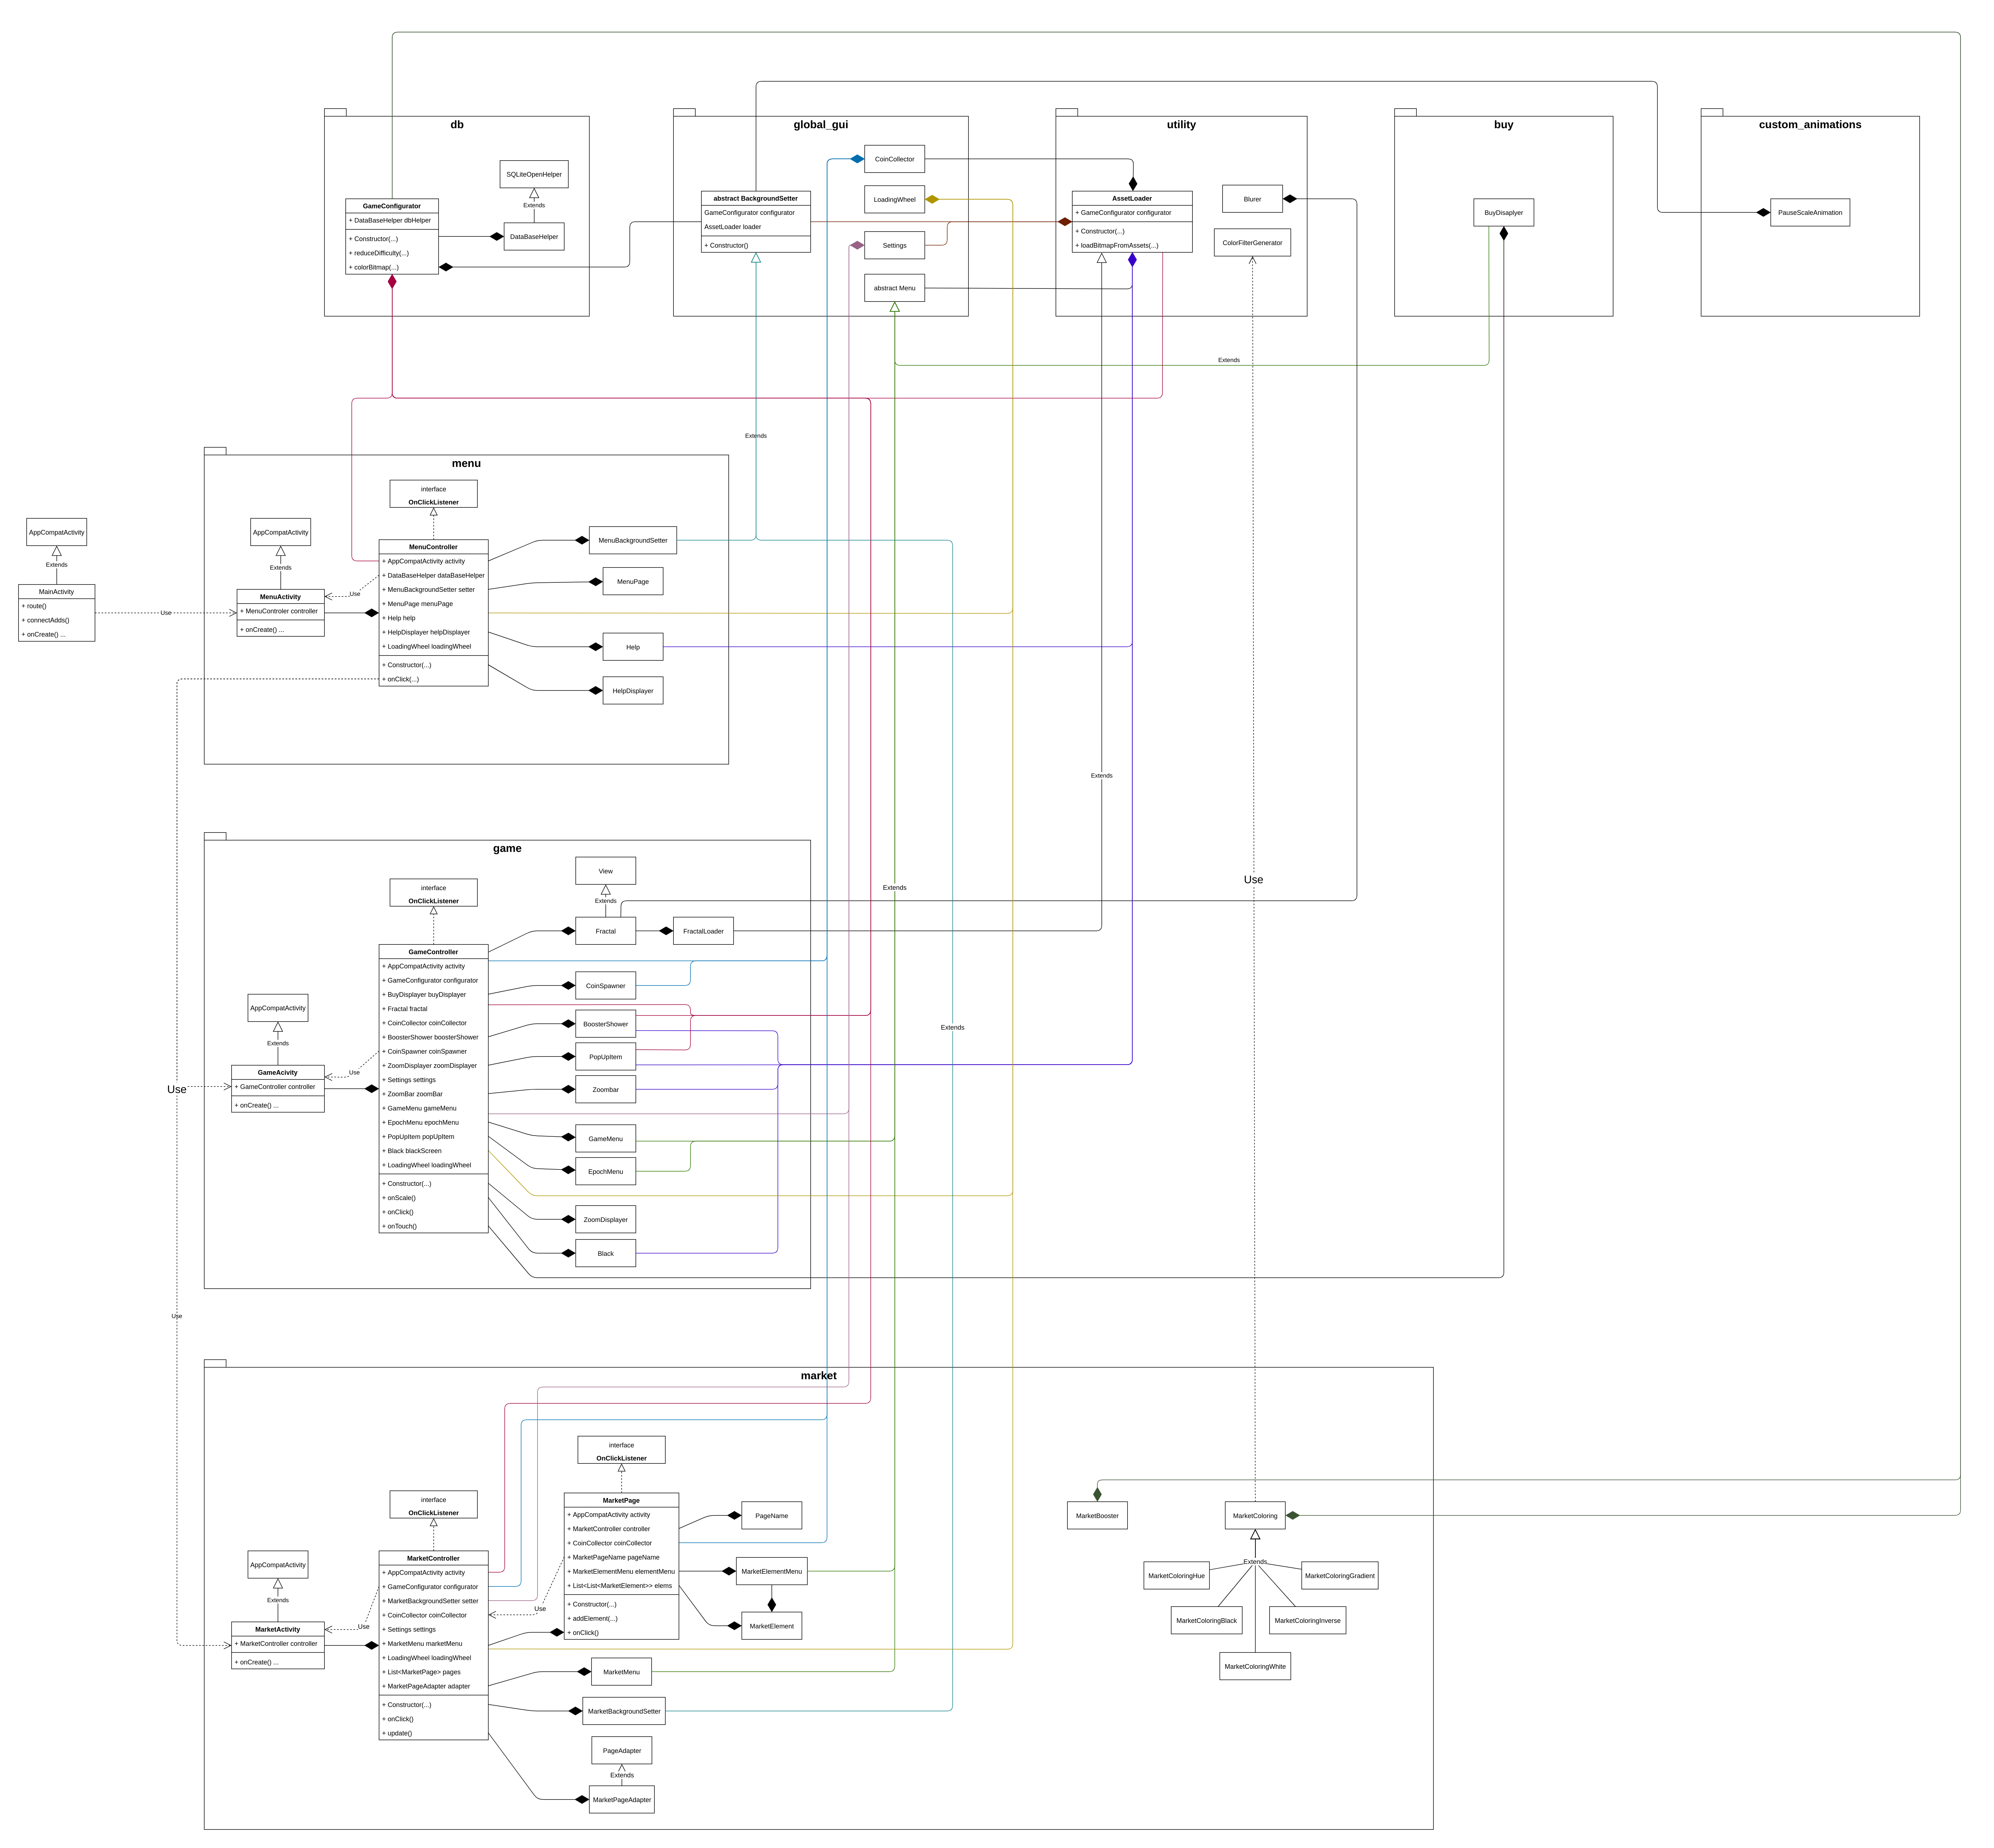 db
global_gui
utility
buy
custom_animations
SQLiteOpenHelper
Extends
DataBaseHelper
GameConfigurator
+ DataBaseHelper dbHelper
+ Constructor(...)
+ reduceDifficulty(...)
+ colorBitmap(...)
abstract BackgroundSetter
GameConfigurator configurator
AssetLoader loader
+ Constructor()
CoinCollector
LoadingWheel
Settings
abstract Menu
AssetLoader
+ GameConfigurator configurator
+ Constructor(...)
+ loadBitmapFromAssets(...)
Blurer
ColorFilterGenerator
BuyDisaplyer
PauseScaleAnimation
Extends
Extends
menu
interface
OnClickListener
AppCompatActivity
Extends
MainActivity
+ route()
+ connectAdds()
+ onCreate() ...
Use
AppCompatActivity
Extends
MenuActivity
+ MenuControler controller
+ onCreate() ...
Use
MenuController
+ AppCompatActivity activity
+ DataBaseHelper dataBaseHelper
+ MenuBackgroundSetter setter
+ MenuPage menuPage
+ Help help
+ HelpDisplayer helpDisplayer
+ LoadingWheel loadingWheel
+ Constructor(...)
+ onClick(...)
MenuBackgroundSetter
MenuPage
Help
HelpDisplayer
Extends
game
View
Extends
interface
OnClickListener
Fractal
FractalLoader
Extends
Use
GameController
+ AppCompatActivity activity
+ GameConfigurator configurator
+ BuyDisplayer buyDisplayer
+ Fractal fractal
+ CoinCollector coinCollector
+ BoosterShower boosterShower
+ CoinSpawner coinSpawner
+ ZoomDisplayer zoomDisplayer
+ Settings settings
+ ZoomBar zoomBar
+ GameMenu gameMenu
+ EpochMenu epochMenu
+ PopUpItem popUpItem
+ Black blackScreen
+ LoadingWheel loadingWheel
+ Constructor(...)
+ onScale()
+ onClick()
+ onTouch()
AppCompatActivity
Extends
GameAcivity
+ GameController controller
+ onCreate() ...
Use
Use
CoinSpawner
BoosterShower
PopUpItem
Zoombar
GameMenu
EpochMenu
ZoomDisplayer
Black
Extends
Use
market
interface
OnClickListener
MarketPage
+ AppCompatActivity activity
+ MarketController controller
+ CoinCollector coinCollector
+ MarketPageName pageName
+ MarketElementMenu elementMenu
+ List<List<MarketElement>> elems
+ Constructor(...)
+ addElement(...)
+ onClick()
PageName
MarketElementMenu
MarketElement
interface
OnClickListener
MarketController
+ AppCompatActivity activity
+ GameConfigurator configurator
+ MarketBackgroundSetter setter
+ CoinCollector coinCollector
+ Settings settings
+ MarketMenu marketMenu
+ LoadingWheel loadingWheel
+ List<MarketPage> pages
+ MarketPageAdapter adapter
+ Constructor(...)
+ onClick()
+ update()
AppCompatActivity
Extends
MarketActivity
+ MarketController controller
+ onCreate() ...
Use
Use
MarketMenu
MarketBackgroundSetter
PageAdapter
Extends
MarketPageAdapter
MarketBooster
MarketColoring
Extends
MarketColoringHue
MarketColoringGradient
MarketColoringBlack
MarketColoringInverse
MarketColoringWhite